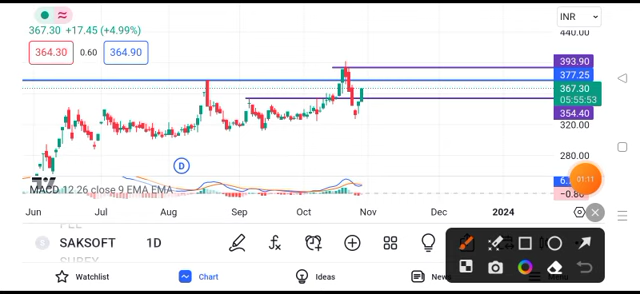 INR
367.30 +17.45 (+4.99%)
440.00
364.30 0.60 364.90
393.90
377.25
367.30
05:55:53
354.40
320.00
280.00
D
01:11
MACD 12 26 close 9 EMA EMA
−0.80
Jun Jul Aug Sep Oct Nov Dec 2024
SAKSOFT 1D
Watchlist Chart Ideas News